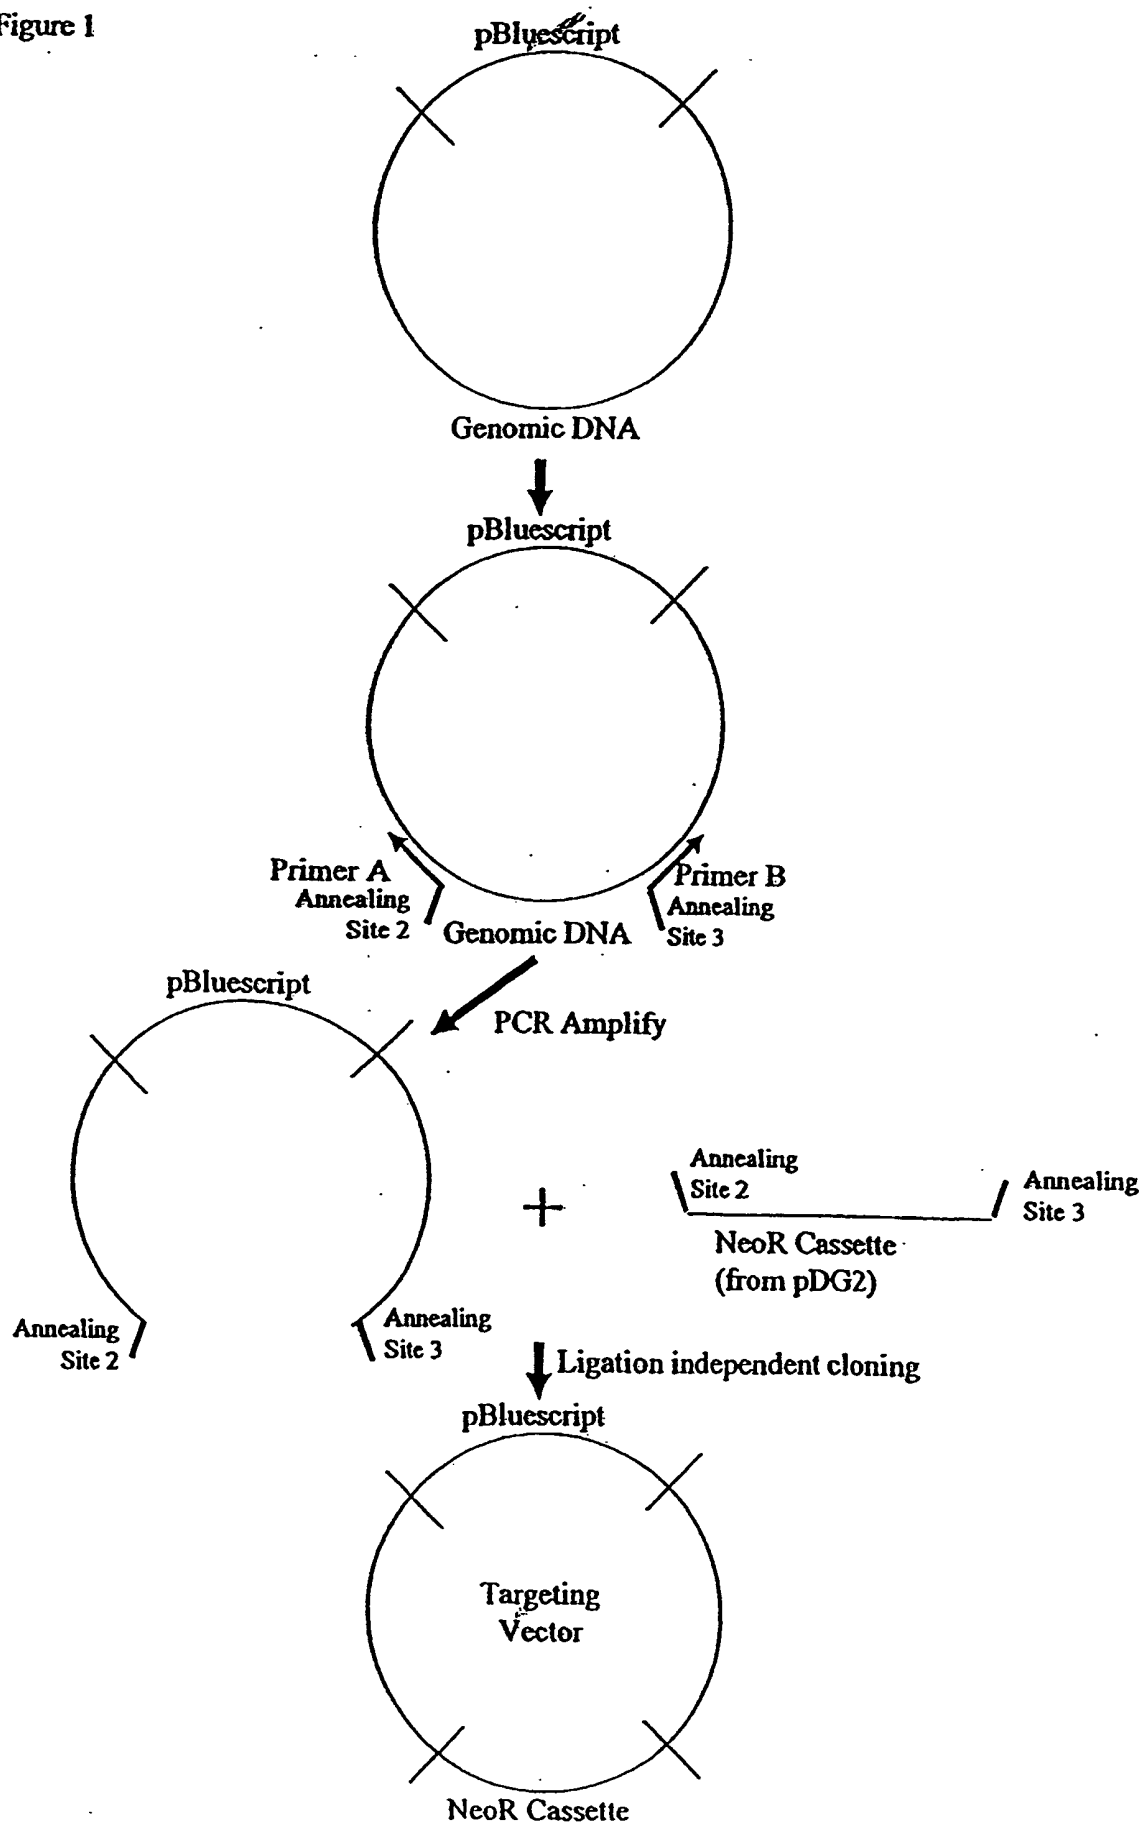 Figure 1
pBluescript
Genomic DNA
pBluescript
Primer A
Annealing
Site 2
Primer B
Annealing
Site 3
Genomic DNA
PCR Amplify
pBluescript
Annealing
Site 2
Annealing
Site 3
+
Annealing
Site 2
Annealing
Site 3
NeoR Cassette
(from pDG2)
Ligation independent cloning
pBluescript
Targeting
Vector
NeoR Cassette